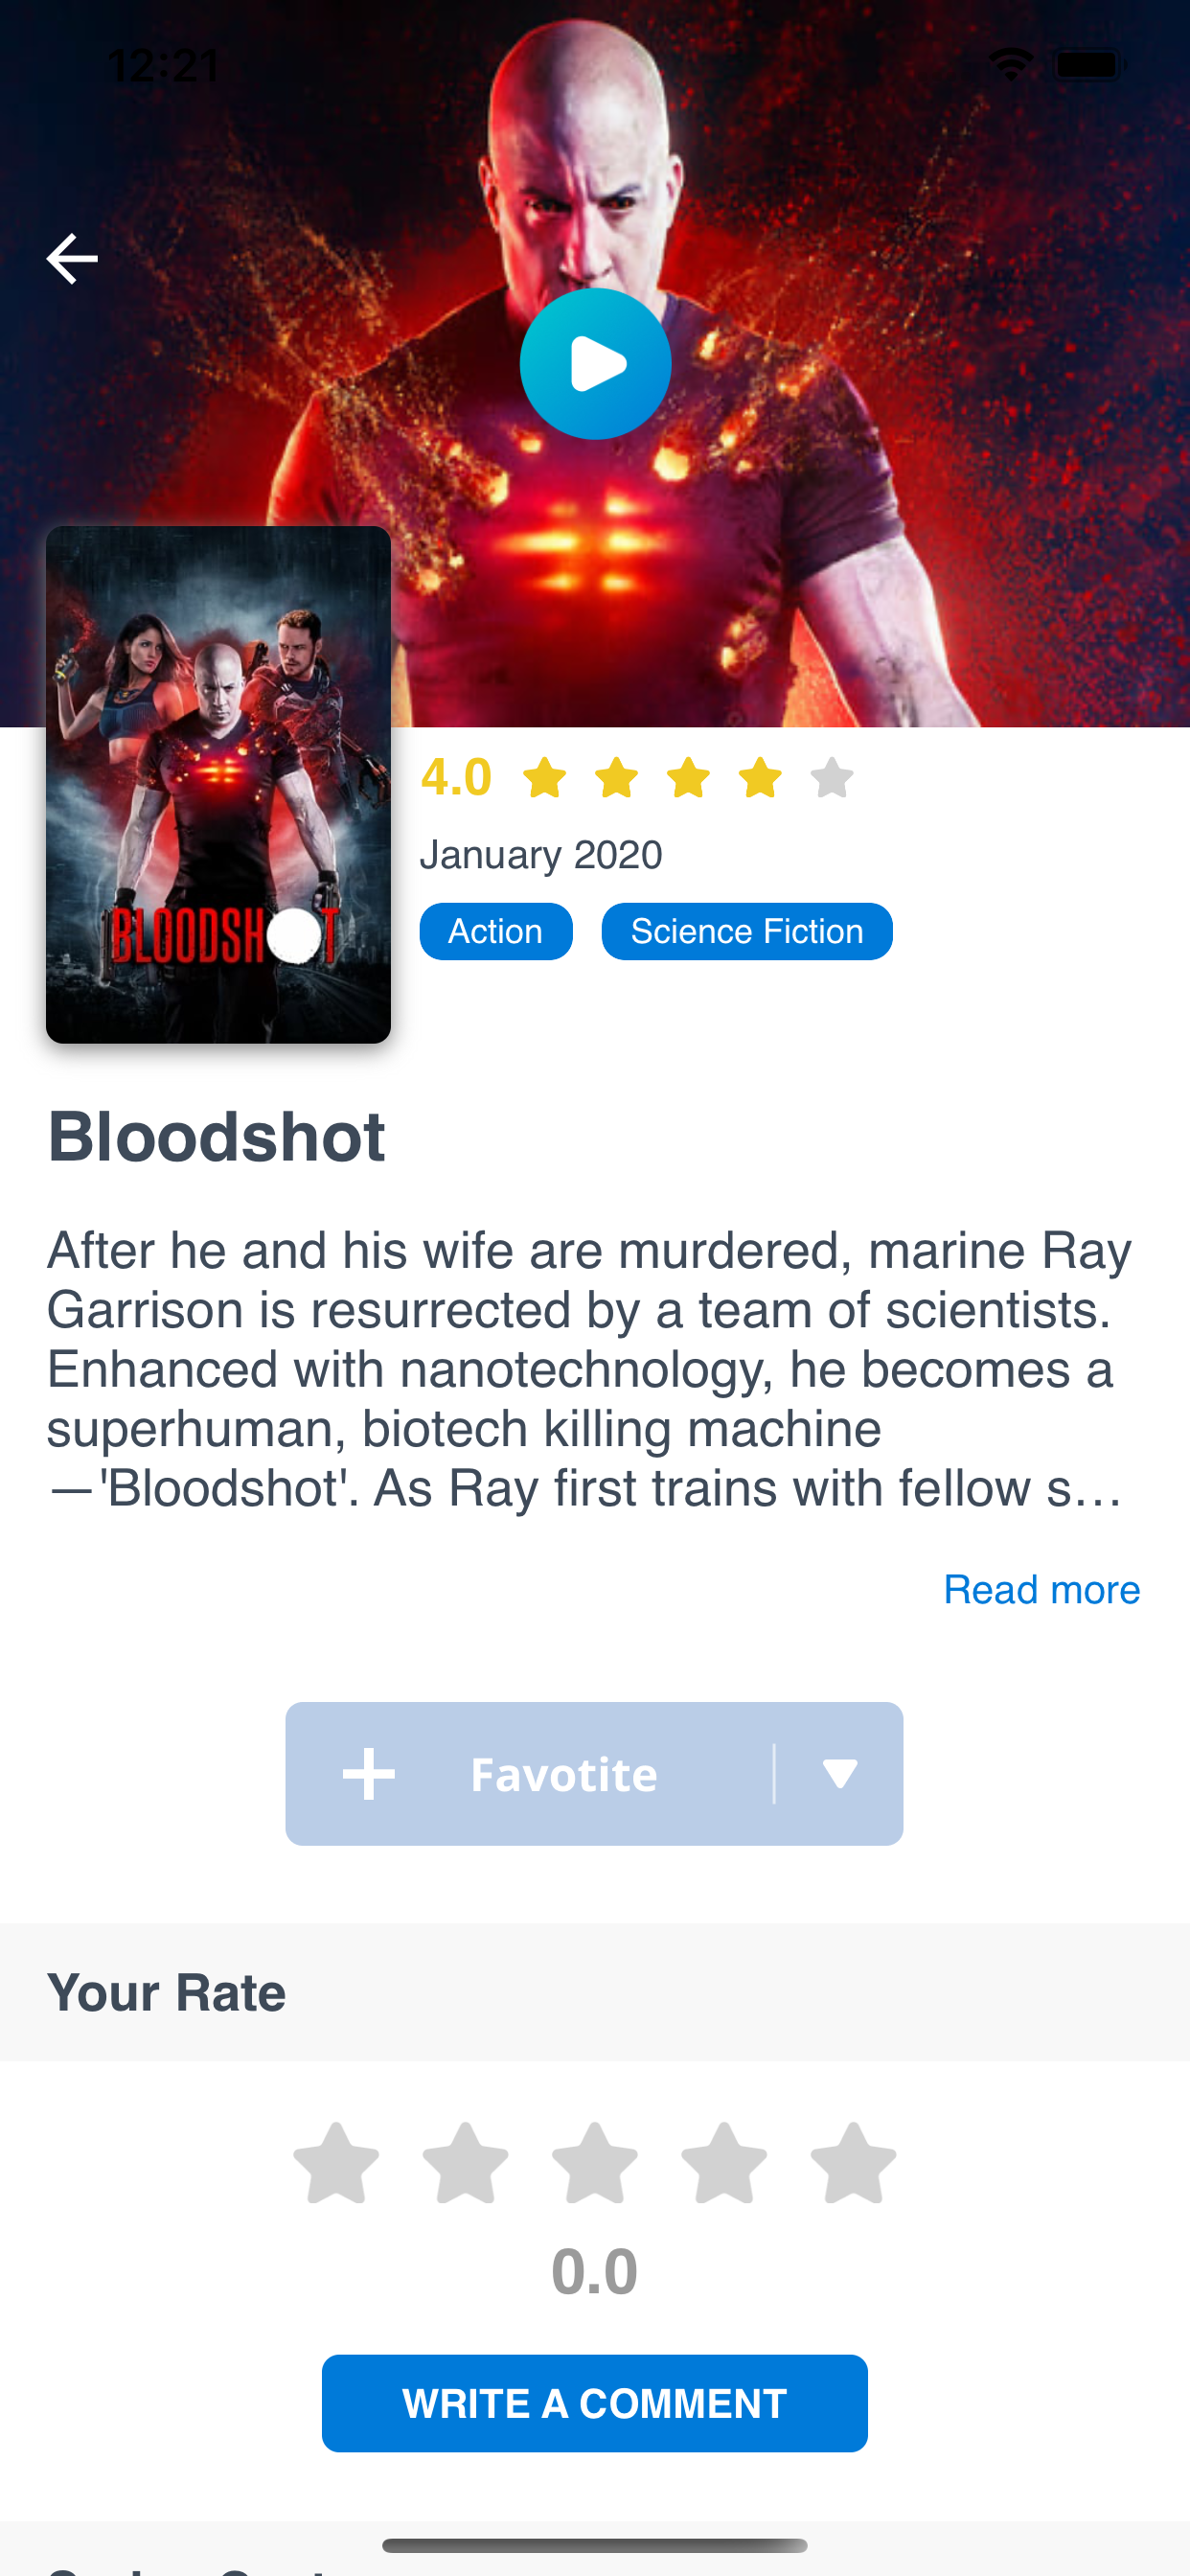 12:21
BLOODSH T
4.0
January 2020
Action
Science Fiction
Bloodshot
After he and his wife are murdered, marine Ray
Garrison is resurrected by a team of scientists.
Enhanced with nanotechnology, he becomes a
superhuman, biotech killing machine
—'Bloodshot'. As Ray first trains with fellow s...
Read more
Favotite
Your Rate
0.0
WRITE A COMMENT